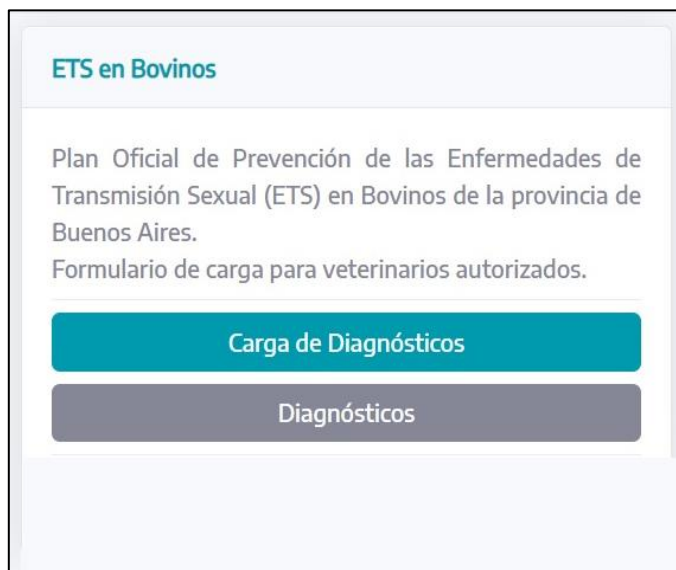 ETS en Bovinos
Plan Oficial de Prevención de las Enfermedades de
Transmisión Sexual (ETS) en Bovinos de la provincia de
Buenos Aires.
Formulario de carga para veterinarios autorizados.
Carga de Diagnósticos
Diagnósticos